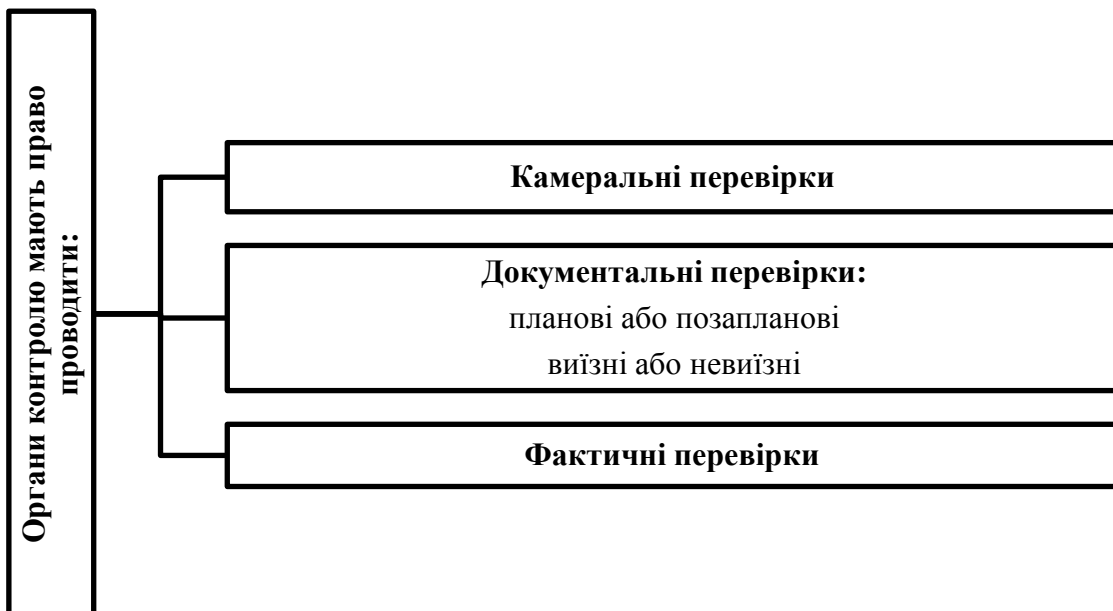 Органи контролю мають право
проводити:
Камеральні перевірки
Документальні перевірки:
планові або позапланові
виїзні або невиїзні
Фактичні перевірки